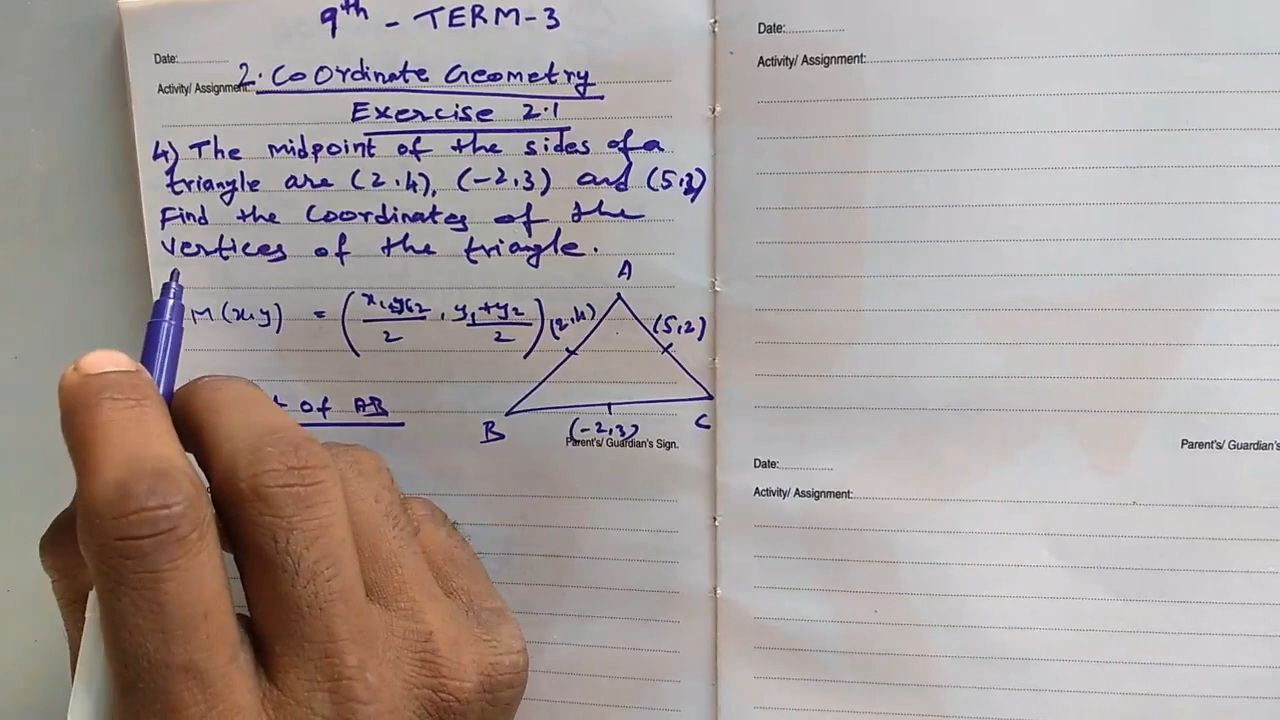 9th - TERM-3
Date:
2. Coordinate Geometry
Activity/ Assignment:
Exercise 2.1
4) The midpoint of the sides of a
triangle are (2,4), (-2,3) and (5,2)
Find the Coordinates of the
vertices of the triangle.
A
M(x,y) = ( x1+x2 / 2 , y1+y2 / 2 )
(2,4)
(5,2)
of AB
B
(-2,3)
C
Parent's/ Guardian's Sign.
Date:
Activity/ Assignment:
Parent's/ Guardian's
Date:
Activity/ Assignment: